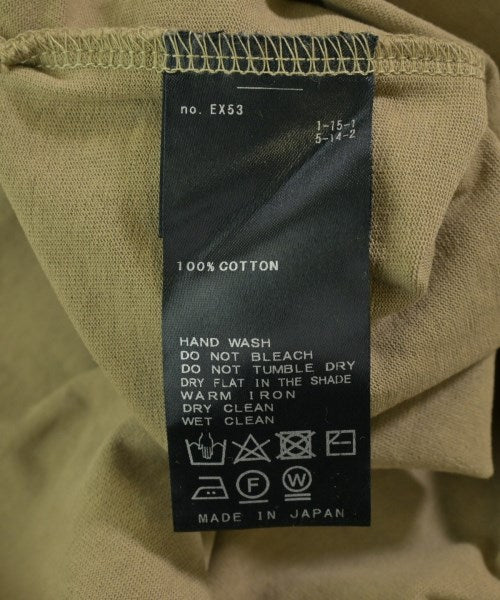 no. EX53
1-15-1
5-14-2
100% COTTON
HAND WASH
DO NOT BLEACH
DO NOT TUMBLE DRY
DRY FLAT IN THE SHADE
WARM IRON
DRY CLEAN
WET CLEAN
F W
MADE IN JAPAN